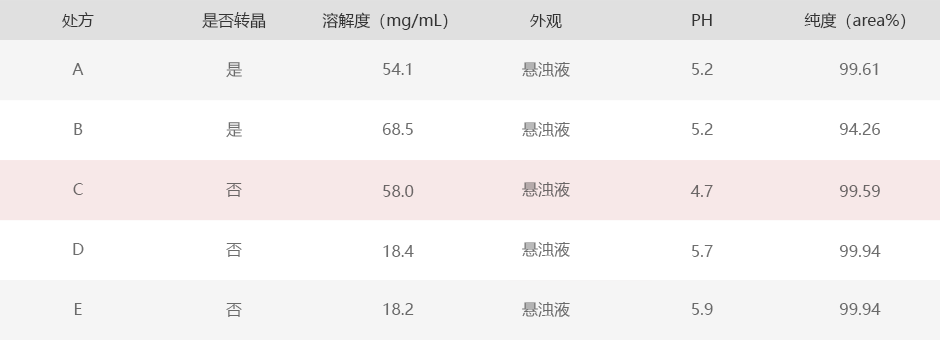 处方 是否转晶 溶解度（mg/mL） 外观 PH 纯度（area%）
A 是 54.1 悬浊液 5.2 99.61
B 是 68.5 悬浊液 5.2 94.26
C 否 58.0 悬浊液 4.7 99.59
D 否 18.4 悬浊液 5.7 99.94
E 否 18.2 悬浊液 5.9 99.94